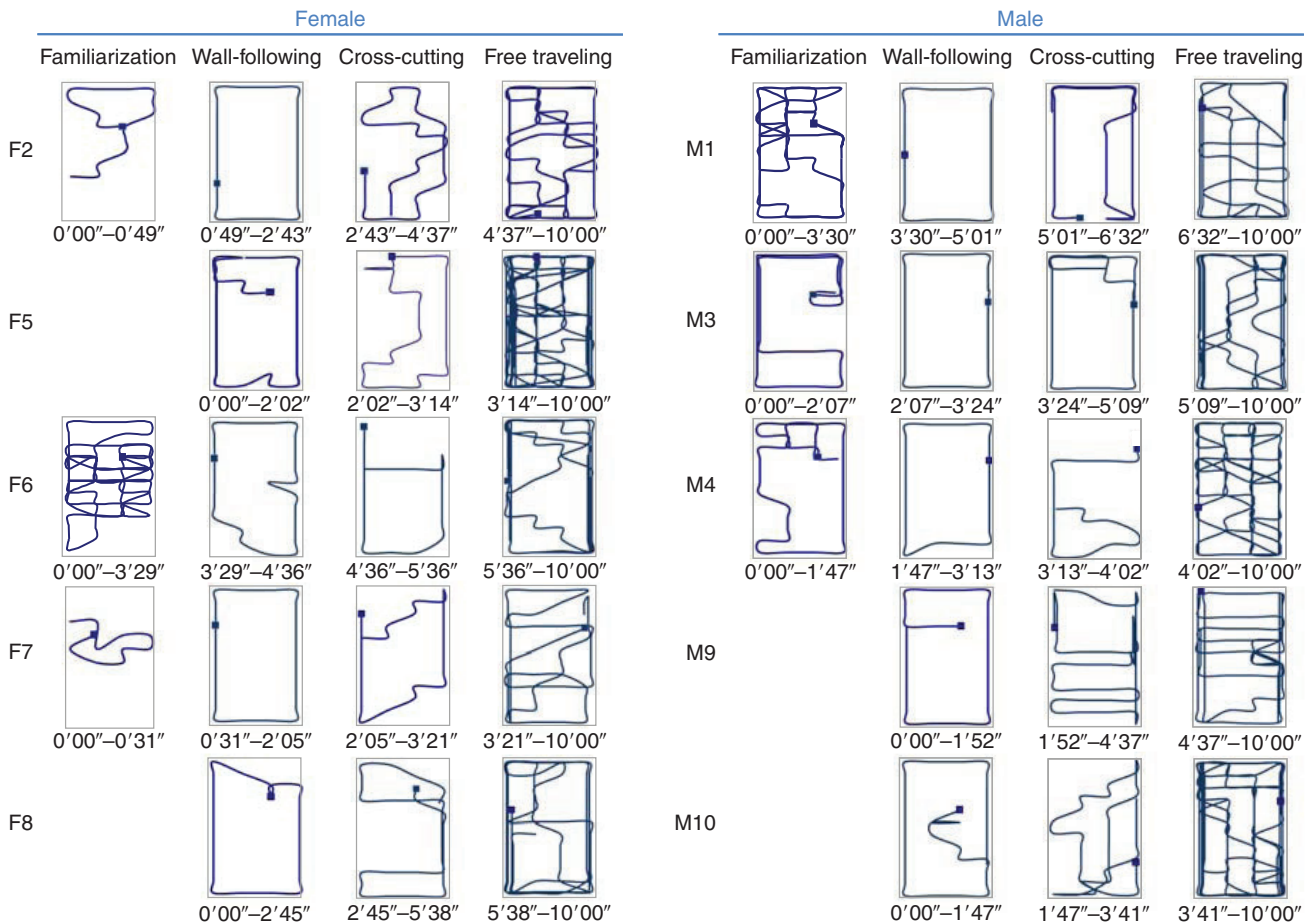 Female Male
Familiarization Wall-following Cross-cutting Free traveling Familiarization Wall-following Cross-cutting Free traveling
F2 M1
0′00″–0′49″ 0′49″–2′43″ 2′43″–4′37″ 4′37″–10′00″ 0′00″–3′30″ 3′30″–5′01″ 5′01″–6′32″ 6′32″–10′00″
F5 M3
0′00″–2′02″ 2′02″–3′14″ 3′14″–10′00″ 0′00″–2′07″ 2′07″–3′24″ 3′24″–5′09″ 5′09″–10′00″
F6 M4
0′00″–3′29″ 3′29″–4′36″ 4′36″–5′36″ 5′36″–10′00″ 0′00″–1′47″ 1′47″–3′13″ 3′13″–4′02″ 4′02″–10′00″
F7 M9
0′00″–0′31″ 0′31″–2′05″ 2′05″–3′21″ 3′21″–10′00″ 0′00″–1′52″ 1′52″–4′37″ 4′37″–10′00″
F8 M10
0′00″–2′45″ 2′45″–5′38″ 5′38″–10′00″ 0′00″–1′47″ 1′47″–3′41″ 3′41″–10′00″